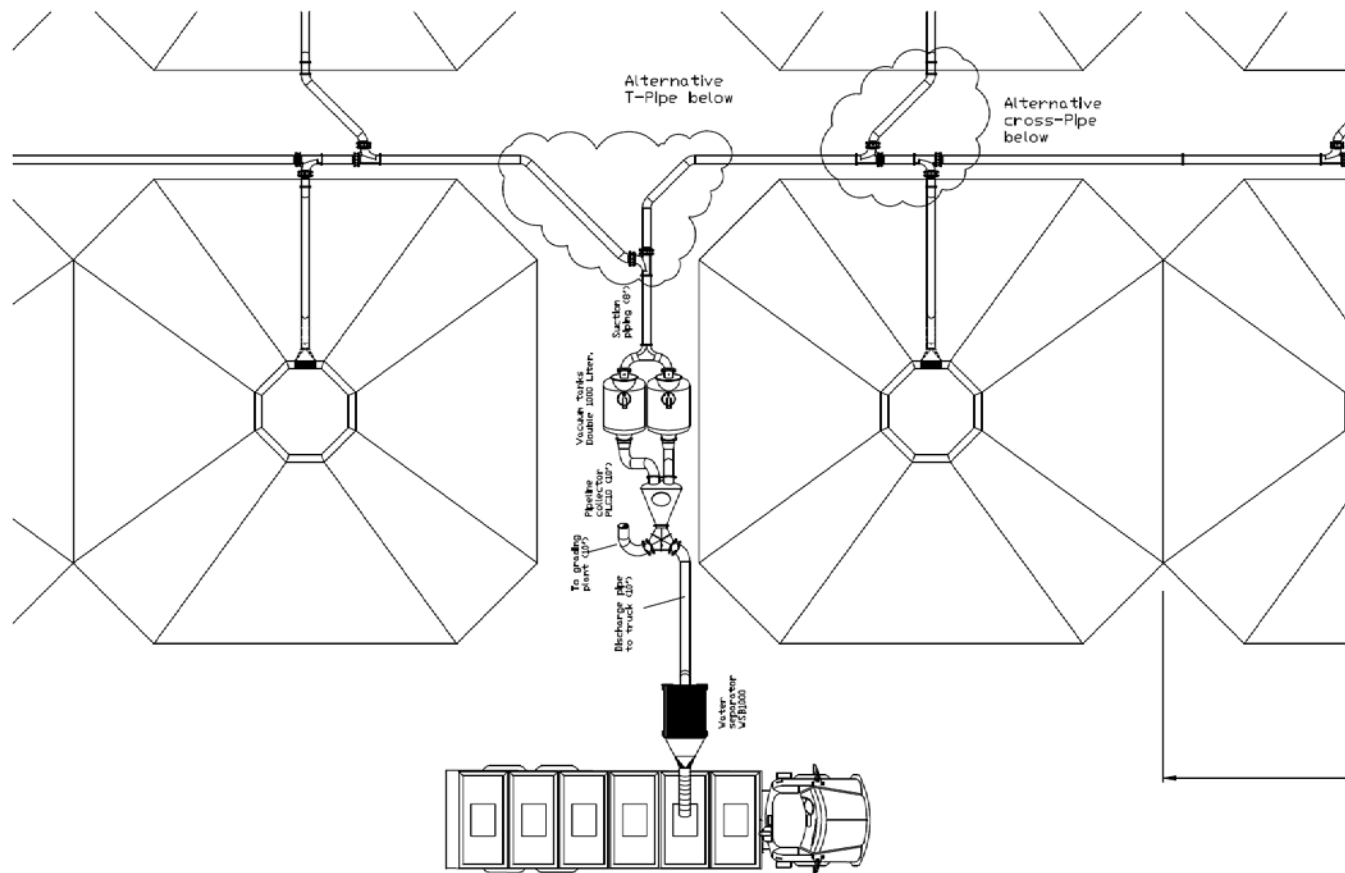 Alternative
T-Pipe below
Alternative
cross-Pipe
below
Suction
piping (8")
Vacuum tanks
Double 1000 Liter.
Pipeline
collector
PLC10 (10")
To grading
plant (10")
Discharge pipe
to truck (10")
Water
separator
WSB1000